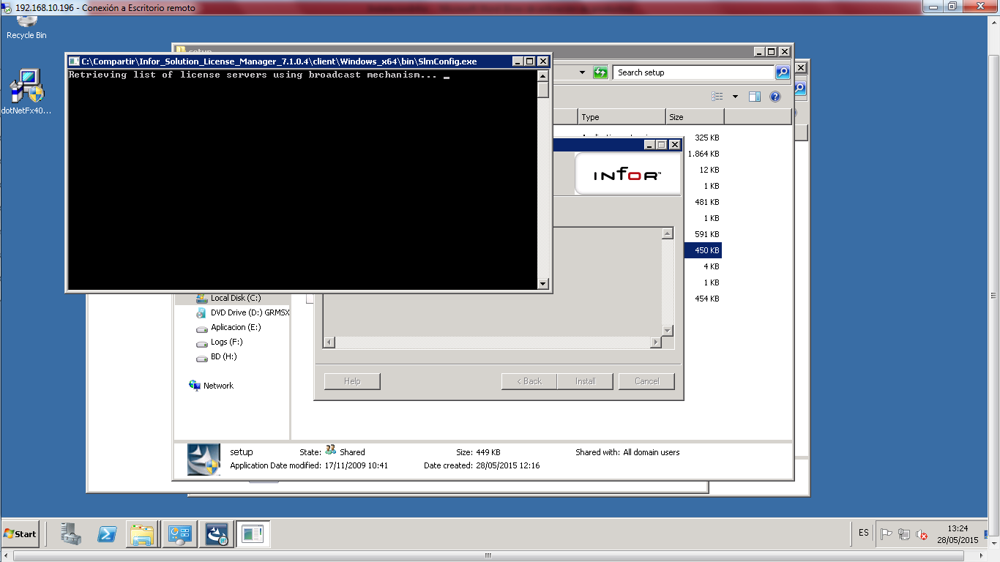 192.168.10.196 - Conexión a Escritorio remoto
Recycle Bin
dotNetFx40...
setup
C:\Compartir\Infor_Solution_License_Manager_7.1.0.4\client\Windows_x64\bin\SlmConfig.exe
Retrieving list of license servers using broadcast mechanism... _
Search setup
Type
Size
325 KB
1.864 KB
12 KB
1 KB
481 KB
1 KB
591 KB
450 KB
4 KB
1 KB
454 KB
INFOR™
Local Disk (C:)
DVD Drive (D:) GRMSX
Aplicacion (E:)
Logs (F:)
BD (H:)
Network
Help
< Back
Install
Cancel
setup
State: Shared
Size: 449 KB
Shared with: All domain users
Application Date modified: 17/11/2009 10:41
Date created: 28/05/2015 12:16
Start
ES
13:24
28/05/2015